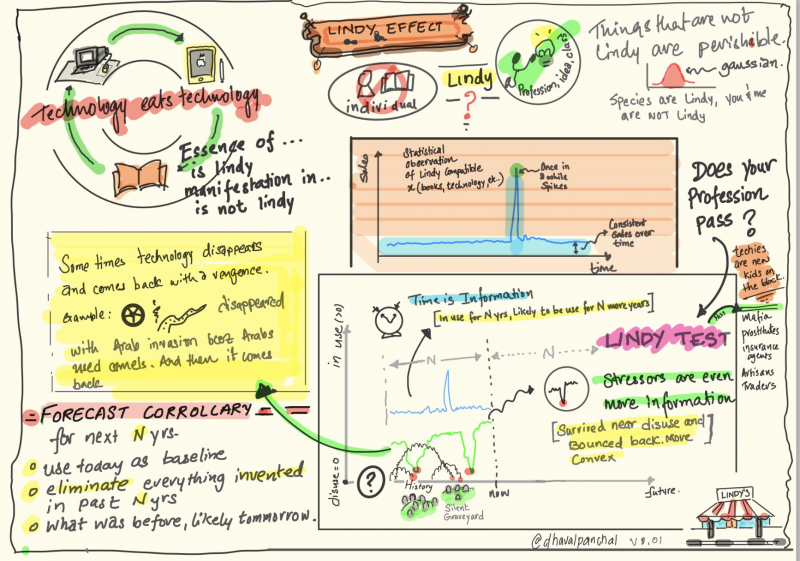 LINDY EFFECT
Technology eats technology
Essence of...
is lindy
manifestation in..
is not lindy
individual
Lindy
?
Profession, idea, class
Things that are not
Lindy are perishable.
gaussian.
Species are Lindy, you & me
are NOT Lindy
Sales
Statistical
Observation
of Lindy Compatible
x (books, technology, etc..)
Once in
a while
Spikes
Consistent
Sales over
time
time
Does your
Profession
Pass ?
techies
are new
kids on
the block.
Pass
Mafia
prostitutes
insurance
agents
Artisans
Traders
Some times technology disappears
and comes back with a vengence.
example:
disappeared
with Arab invasion bcoz Arabs
used camels. And then it comes
back
FORECAST CORROLLARY
for next N yrs.
use today as baseline
eliminate everything invented
in past N yrs
what was before, likely tommorrow.
Time is Information
[In use for N yrs, Likely to be use for N more years]
LINDY TEST
N
N
in use (>0)
disuse = 0
Stressors are even
more information
[Survived near disuse and
Bounced back. More
Convex]
?
History
Silent
Graveyard
now
future.
LINDY'S
@dhavalpanchal V 0.01